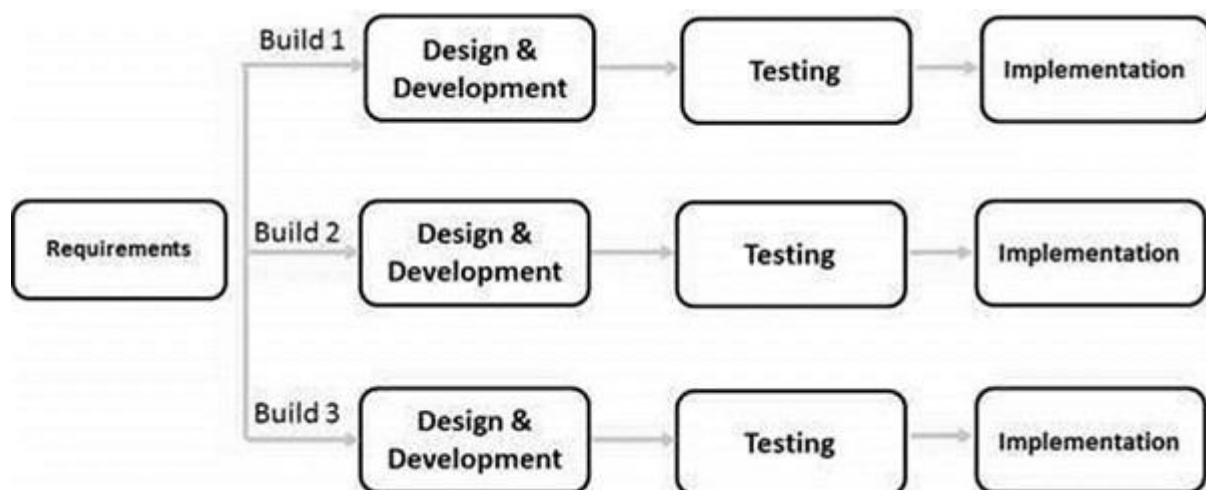 Build 1
Design &
Development
Testing
Implementation
Requirements
Build 2
Design &
Development
Testing
Implementation
Build 3
Design &
Development
Testing
Implementation